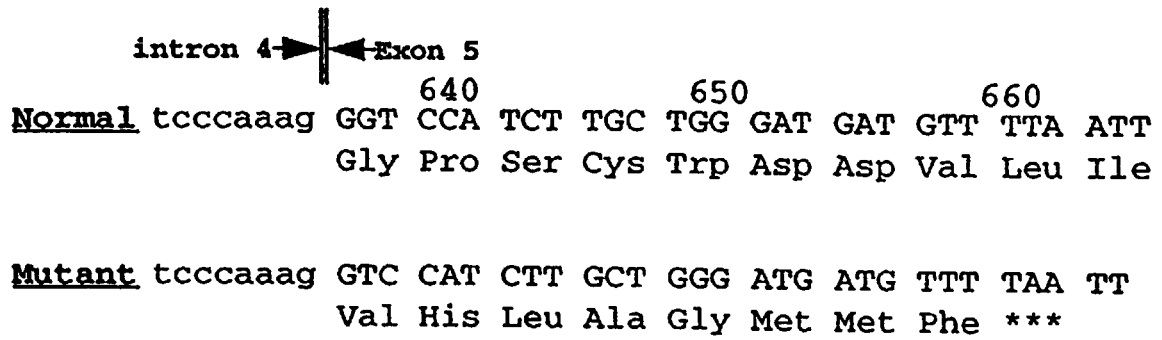 intron 4 Exon 5
640 650 660
Normal tcccaaag GGT CCA TCT TGC TGG GAT GAT GTT TTA ATT
Gly Pro Ser Cys Trp Asp Asp Val Leu Ile
Mutant tcccaaag GTC CAT CTT GCT GGG ATG ATG TTT TAA TT
Val His Leu Ala Gly Met Met Phe ***